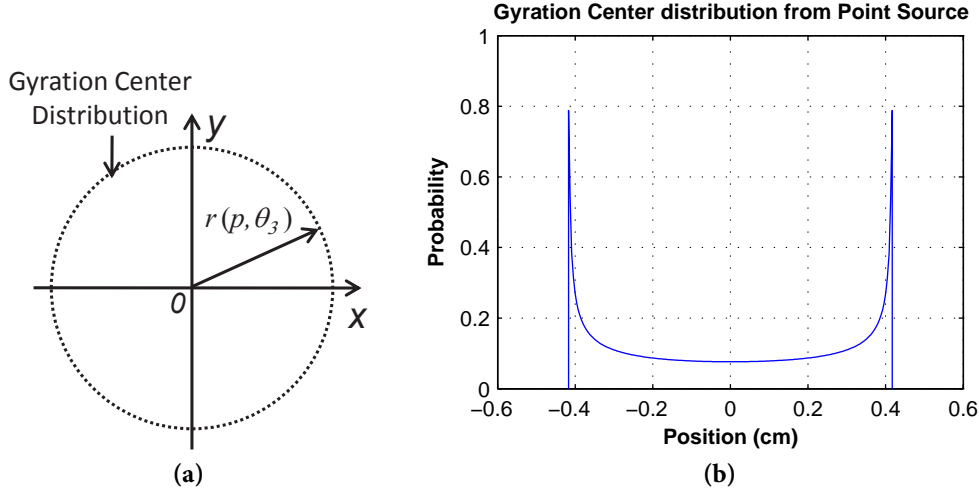 Gyration Center
Distribution
y
r(p,θ₃)
0
x
(a)
Gyration Center distribution from Point Source
Probability
1
0.8
0.6
0.4
0.2
0
−0.6 −0.4 −0.2 0 0.2 0.4 0.6
Position (cm)
(b)